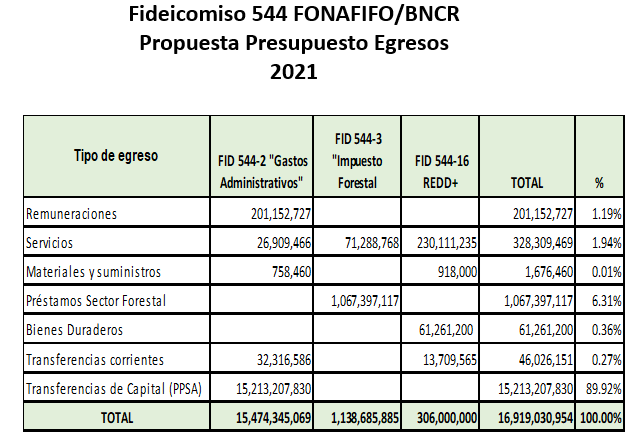 Fideicomiso 544 FONAFIFO/BNCR
Propuesta Presupuesto Egresos
2021
Tipo de egreso FID 544-2 "Gastos Administrativos" FID 544-3 "Impuesto Forestal FID 544-16 REDD+ TOTAL %
Remuneraciones 201,152,727 201,152,727 1.19%
Servicios 26,909,466 71,288,768 230,111,235 328,309,469 1.94%
Materiales y suministros 758,460 918,000 1,676,460 0.01%
Préstamos Sector Forestal 1,067,397,117 1,067,397,117 6.31%
Bienes Duraderos 61,261,200 61,261,200 0.36%
Transferencias corrientes 32,316,586 13,709,565 46,026,151 0.27%
Transferencias de Capital (PPSA) 15,213,207,830 15,213,207,830 89.92%
TOTAL 15,474,345,069 1,138,685,885 306,000,000 16,919,030,954 100.00%